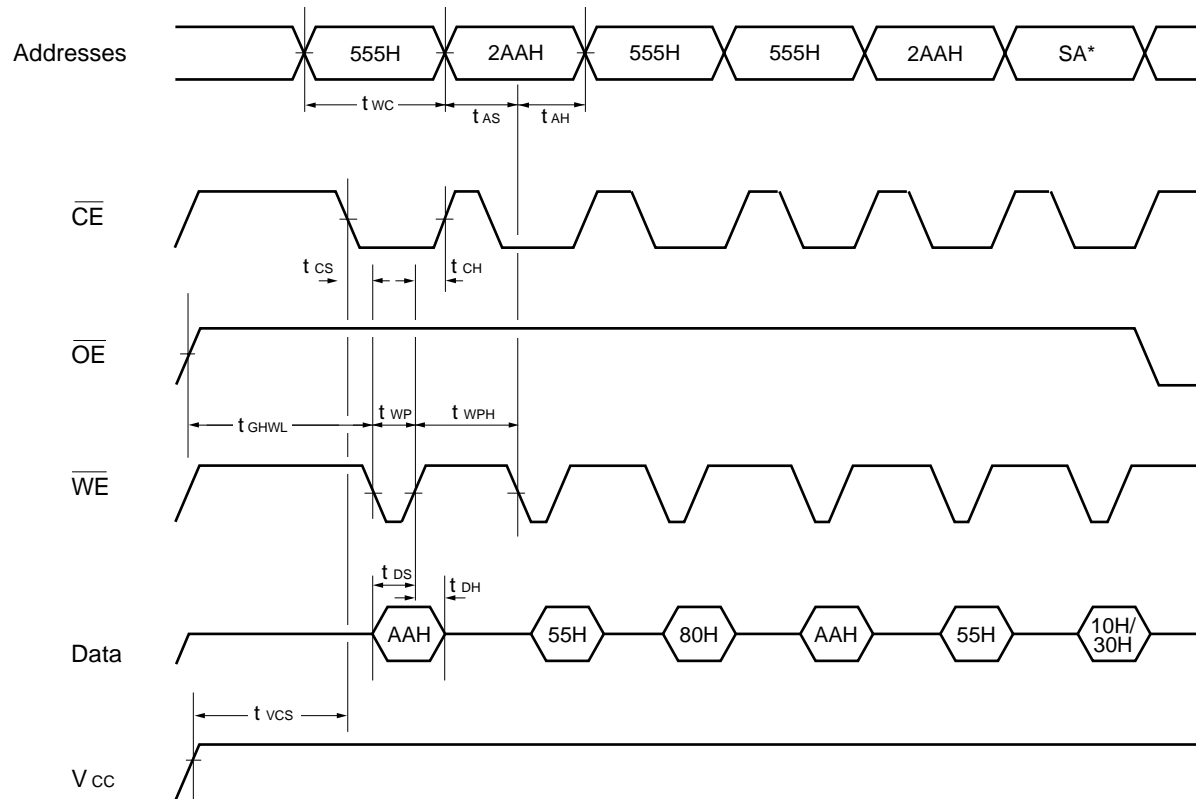 Addresses 555H 2AAH 555H 555H 2AAH SA*
t WC t AS t AH
CE
t CS t CH
OE
t GHWL t WP t WPH
WE
t DS t DH
Data AAH 55H 80H AAH 55H 10H/
30H
t VCS
V CC